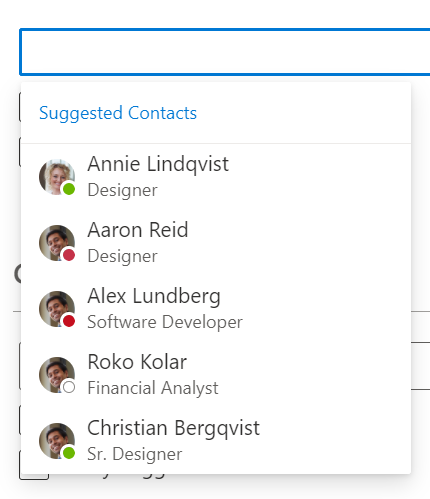 Suggested Contacts
Annie Lindqvist
Designer
Aaron Reid
Designer
Alex Lundberg
Software Developer
Roko Kolar
Financial Analyst
Christian Bergqvist
Sr. Designer